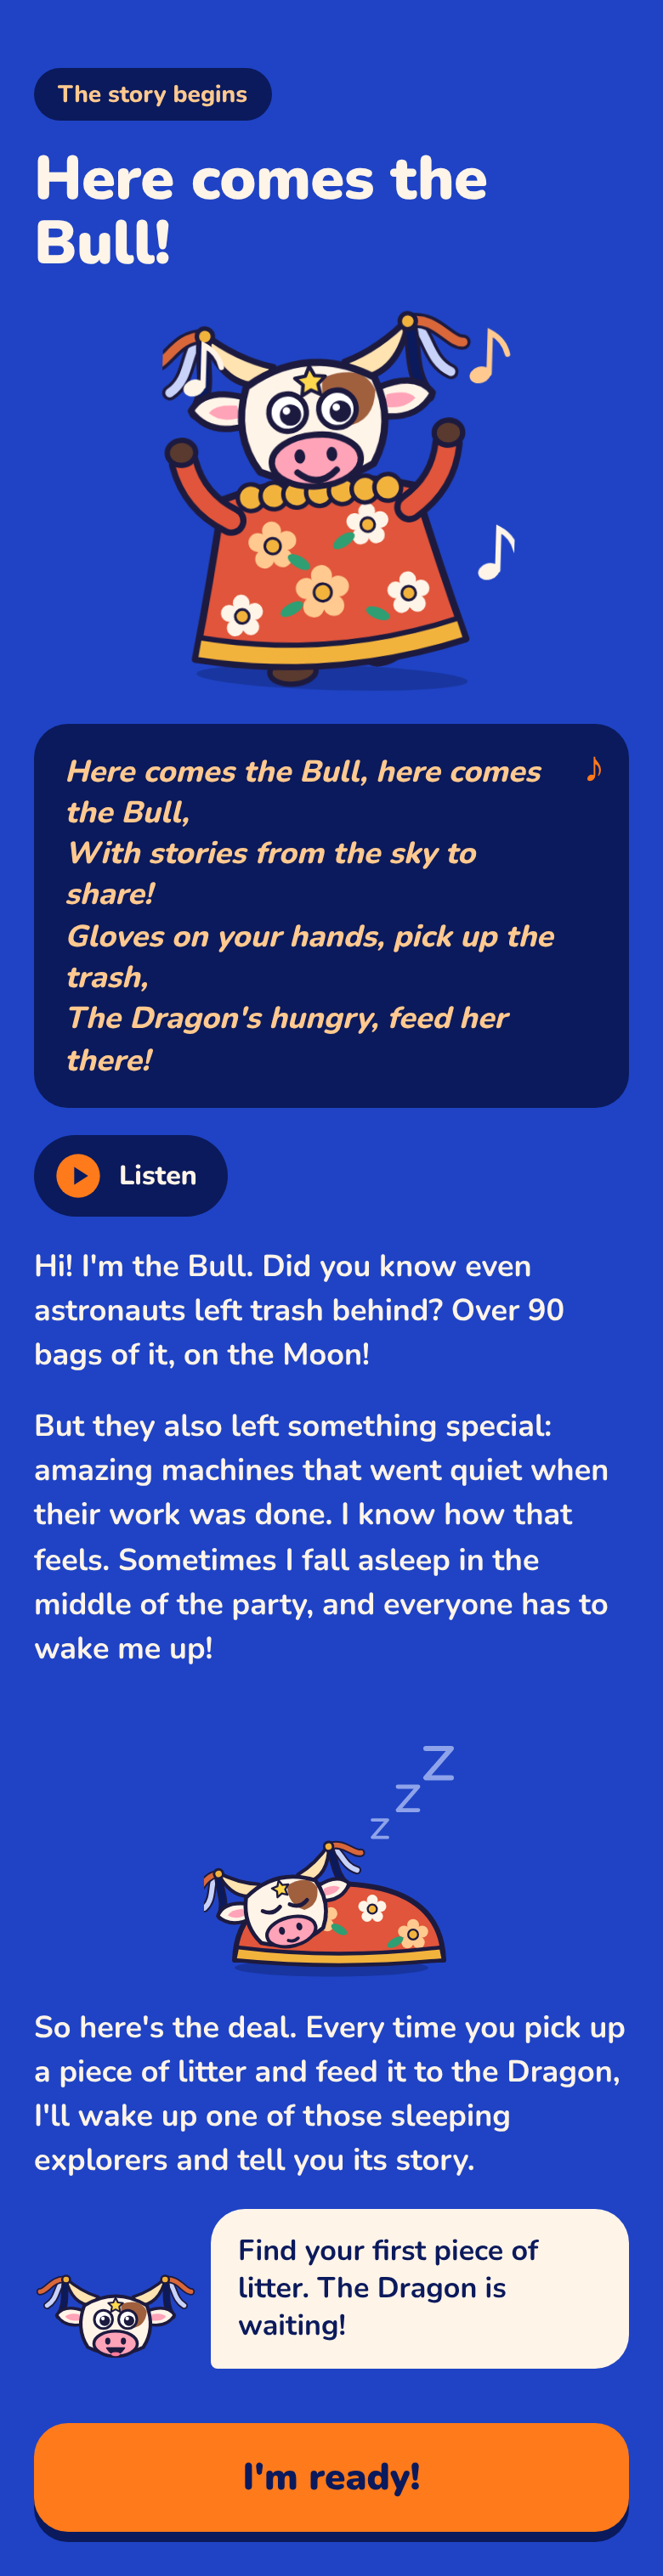 The story begins
Here comes the
Bull!
Here comes the Bull, here comes
the Bull,
With stories from the sky to
share!
Gloves on your hands, pick up the
trash,
The Dragon's hungry, feed her
there!
Listen
Hi! I'm the Bull. Did you know even
astronauts left trash behind? Over 90
bags of it, on the Moon!
But they also left something special:
amazing machines that went quiet when
their work was done. I know how that
feels. Sometimes I fall asleep in the
middle of the party, and everyone has to
wake me up!
Z
Z
Z
So here's the deal. Every time you pick up
a piece of litter and feed it to the Dragon,
I'll wake up one of those sleeping
explorers and tell you its story.
Find your first piece of
litter. The Dragon is
waiting!
I'm ready!